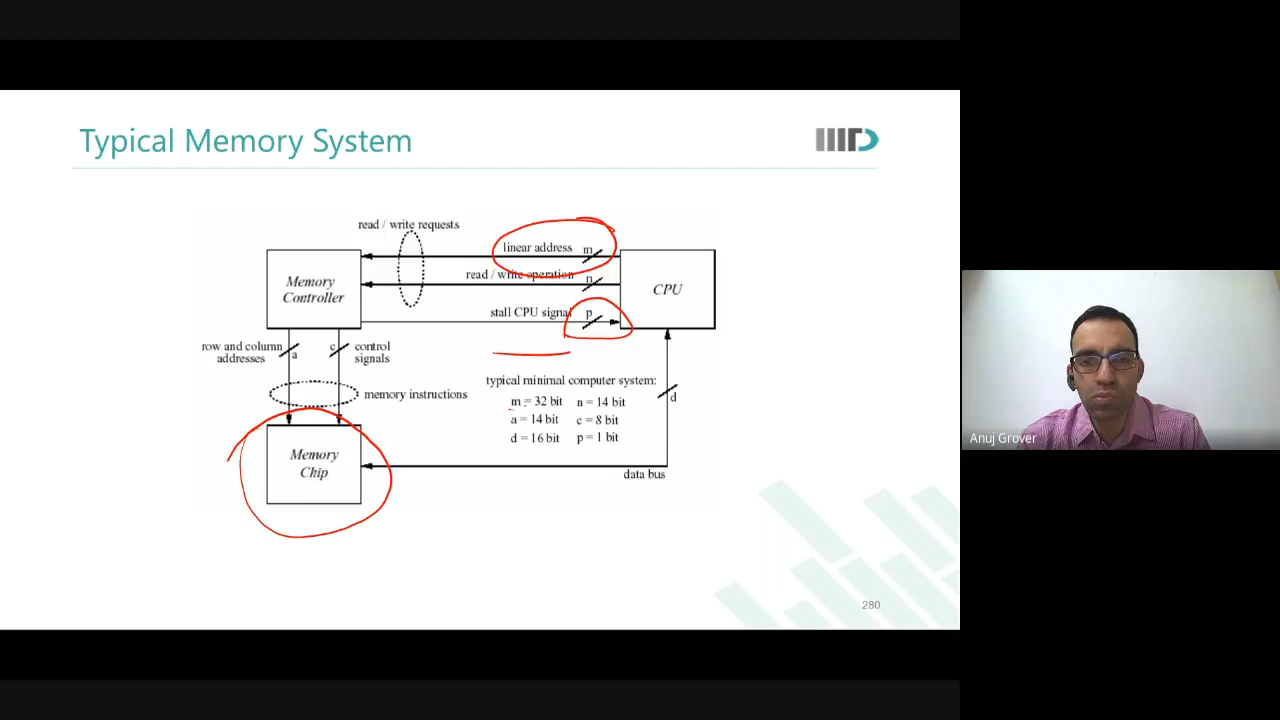 Typical Memory System
IIITD
read / write requests
linear address m
read / write operation n
stall CPU signal p
Memory
Controller
CPU
row and column
addresses
a
c
control
signals
memory instructions
typical minimal computer system:
m = 32 bit n = 14 bit
a = 14 bit c = 8 bit
d = 16 bit p = 1 bit
d
Memory
Chip
data bus
280
Anuj Grover